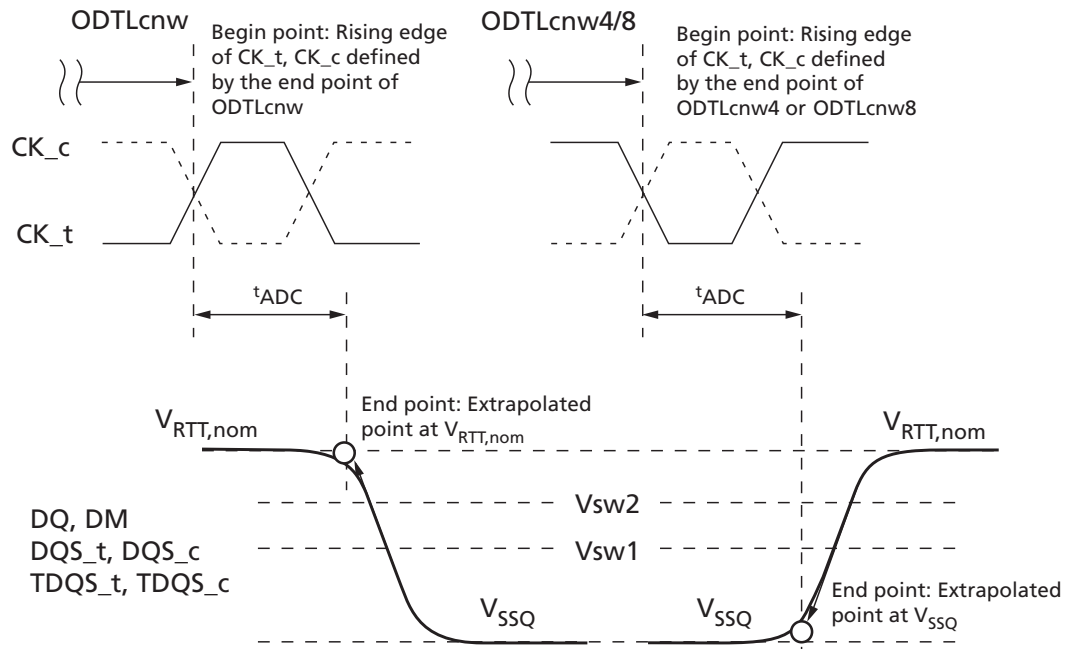 ODTLcnw
Begin point: Rising edge
of CK_t, CK_c defined
by the end point of
ODTLcnw
ODTLcnw4/8
Begin point: Rising edge
of CK_t, CK_c defined
by the end point of
ODTLcnw4 or ODTLcnw8
CK_c
CK_t
tADC
tADC
End point: Extrapolated
point at VRTT,nom
VRTT,nom
VRTT,nom
Vsw2
DQ, DM
DQS_t, DQS_c
TDQS_t, TDQS_c
Vsw1
VSSQ
VSSQ
End point: Extrapolated
point at VSSQ